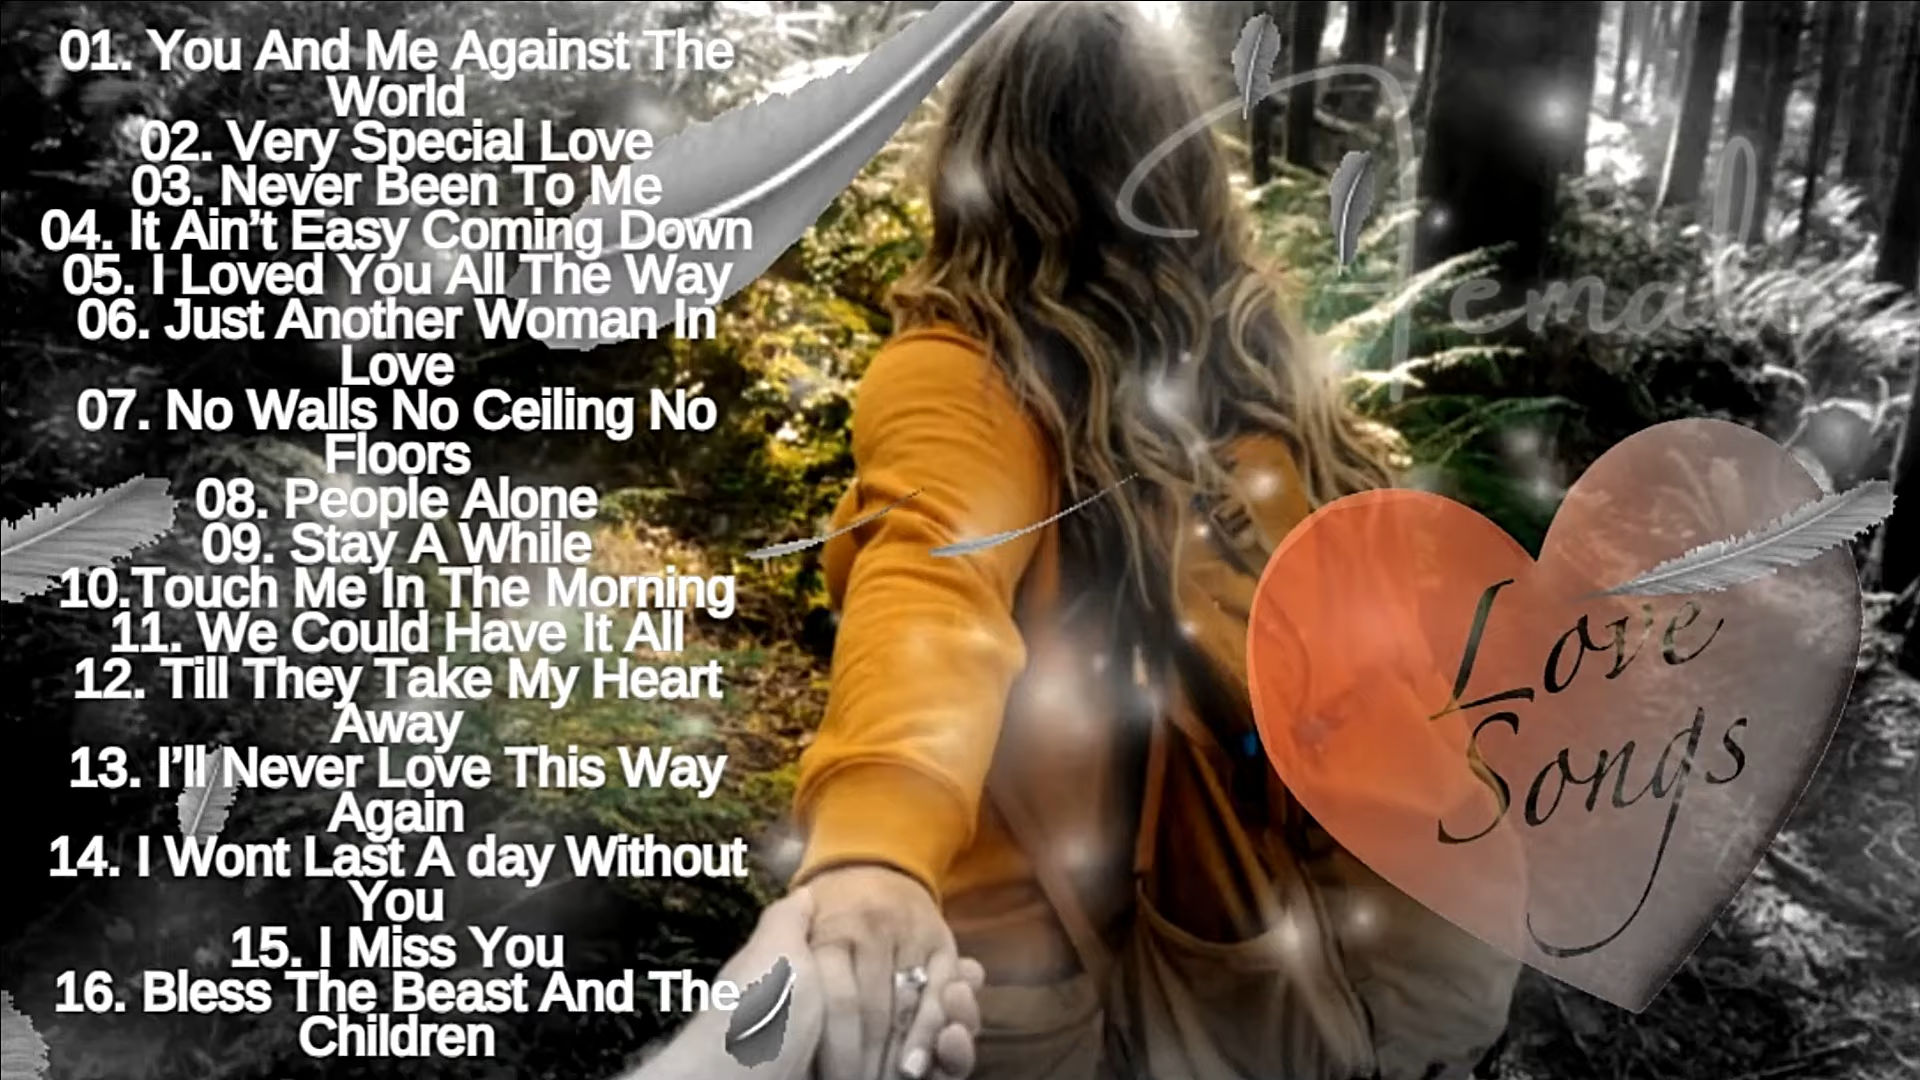 01. You And Me Against The
World
02. Very Special Love
03. Never Been To Me
04. It Ain’t Easy Coming Down
05. I Loved You All The Way
06. Just Another Woman In
Love
07. No Walls No Ceiling No
Floors
08. People Alone
09. Stay A While
10.Touch Me In The Morning
11. We Could Have It All
12. Till They Take My Heart
Away
13. I’ll Never Love This Way
Again
14. I Wont Last A day Without
You
15. I Miss You
16. Bless The Beast And The
Children
Female
Love
Songs